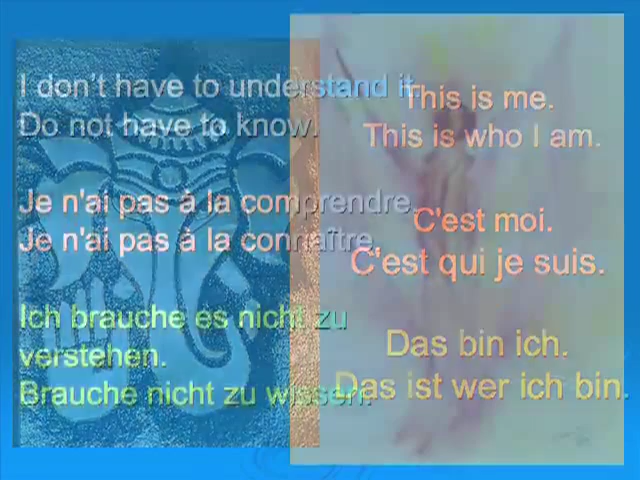 I don't have to understand it.
Do not have to know.
Je n'ai pas à la comprendre.
Je n'ai pas à la connaître.
Ich brauche es nicht zu
verstehen.
Brauche nicht zu wissen.
This is me.
This is who I am.
C'est moi.
C'est qui je suis.
Das bin ich.
Das ist wer ich bin.